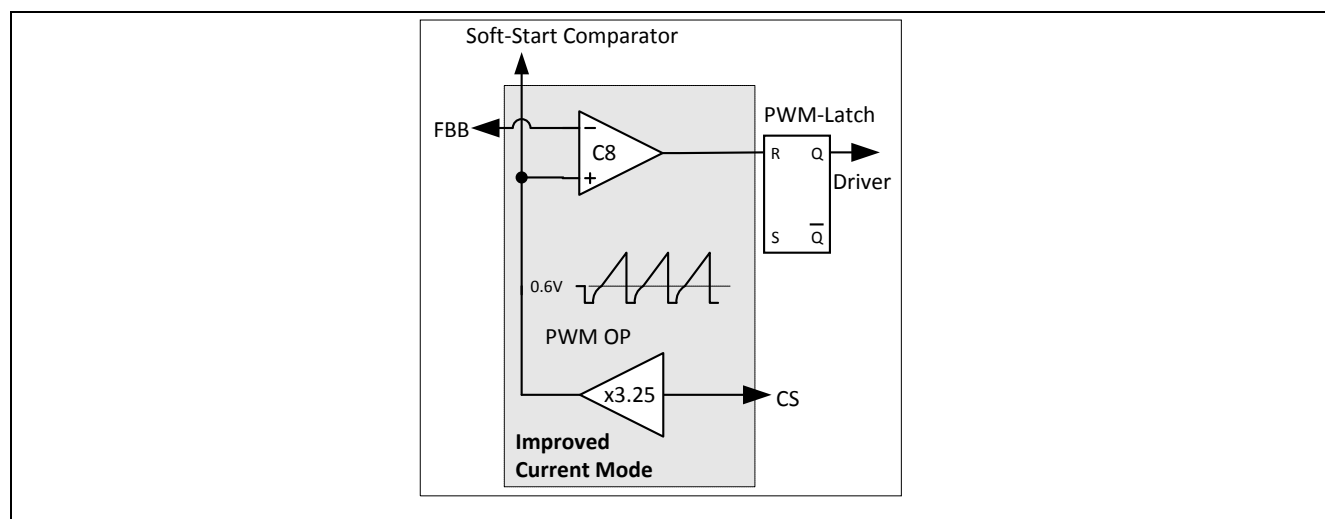 Soft-Start Comparator
FBB
−
C8
+
PWM-Latch
R Q
Driver
S Q̅
0.6V
PWM OP
x3.25
CS
Improved
Current Mode